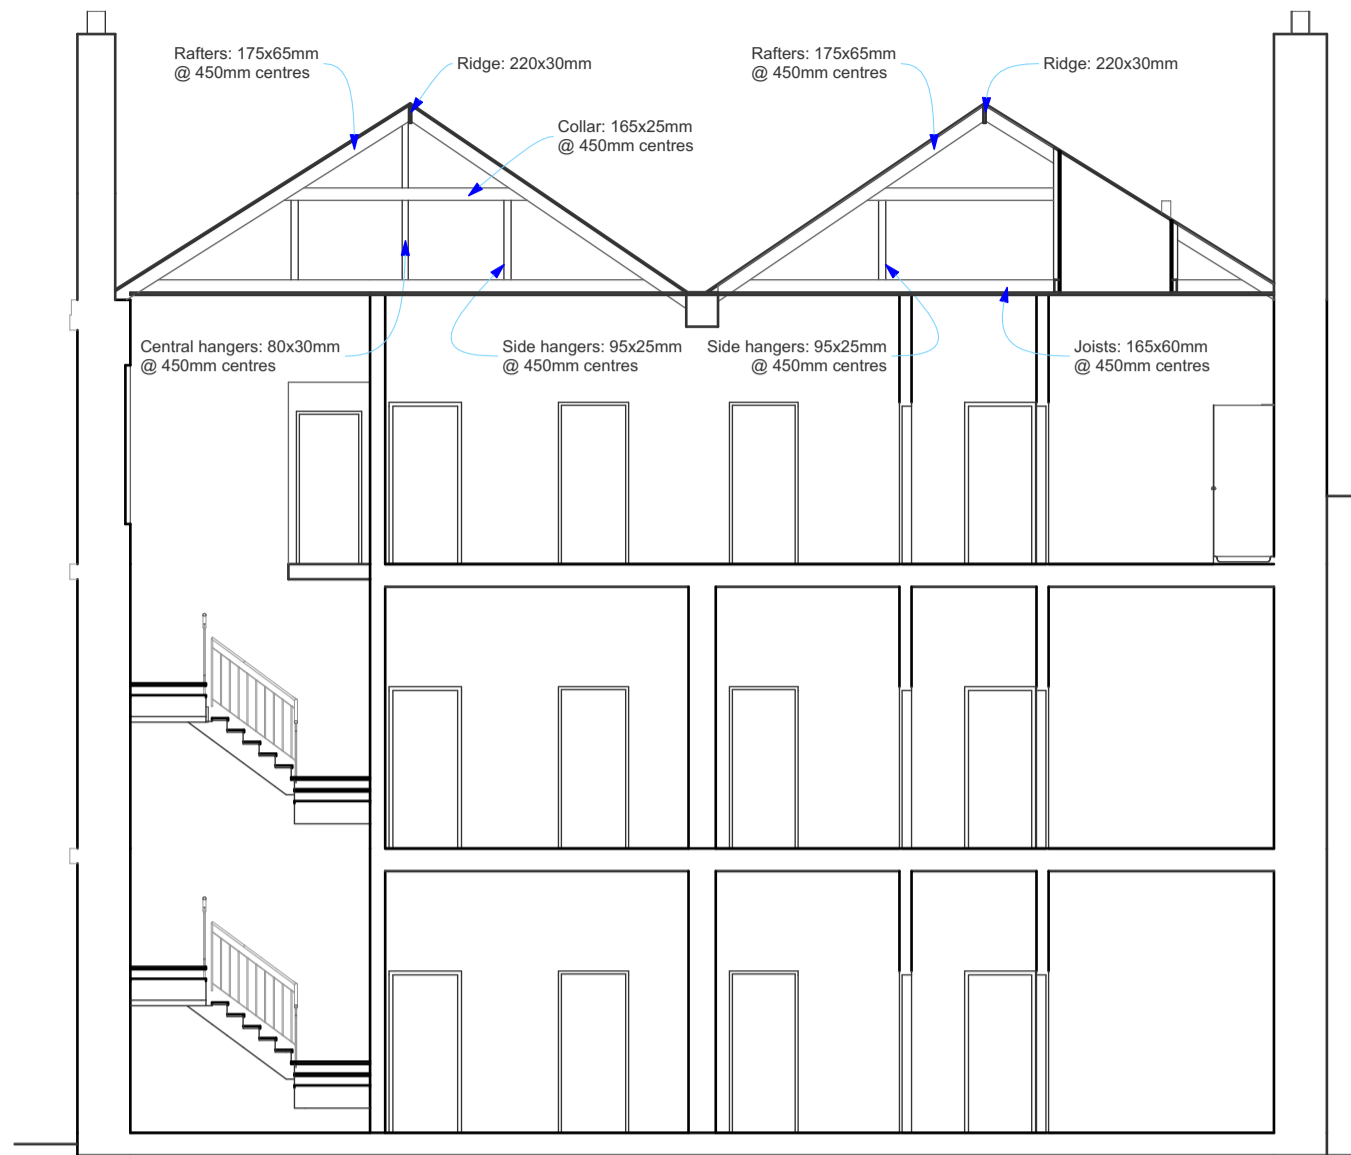 Rafters: 175x65mm
@ 450mm centres
Ridge: 220x30mm
Collar: 165x25mm
@ 450mm centres
Rafters: 175x65mm
@ 450mm centres
Ridge: 220x30mm
Central hangers: 80x30mm
@ 450mm centres
Side hangers: 95x25mm
@ 450mm centres
Side hangers: 95x25mm
@ 450mm centres
Joists: 165x60mm
@ 450mm centres